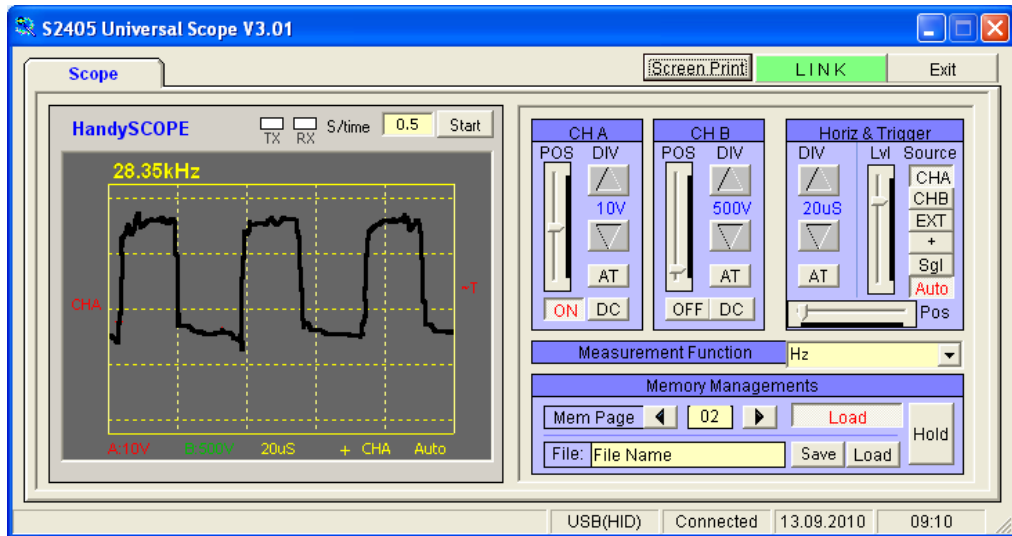 S2405 Universal Scope V3.01
Scope
Screen Print LINK Exit
HandySCOPE TX RX S/time 0.5 Start
28.35kHz
CHA
-T
A:10V B:500V 20uS + CHA Auto
CH A
POS DIV
10V
AT
ON DC
CH B
POS DIV
500V
AT
OFF DC
Horiz & Trigger
DIV Lvl Source
20uS
CHA
CHB
EXT
+
Sgl
AT Auto
Pos
Measurement Function Hz
Memory Managements
Mem Page 02 Load
Hold
File: File Name Save Load
USB(HID) Connected 13.09.2010 09:10